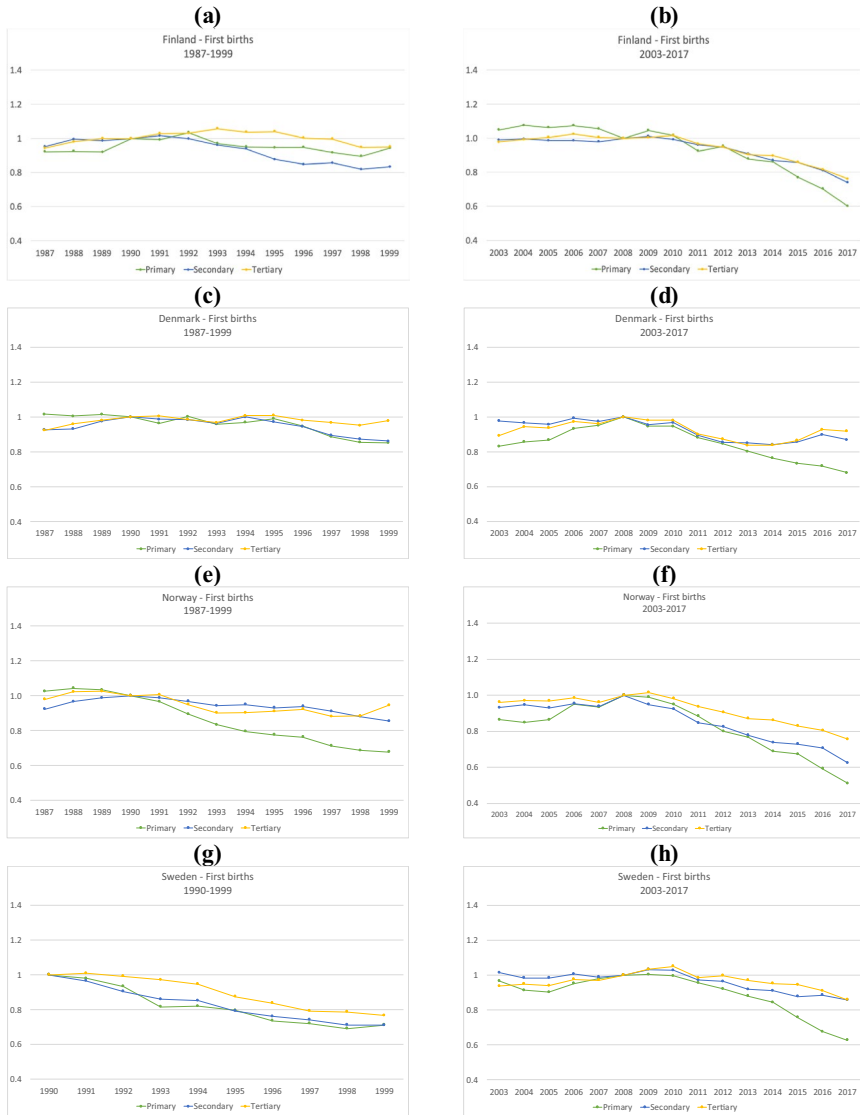 (a)
Finland - First births
1987-1999
1.4
1.2
1
0.8
0.6
0.4
1987 1988 1989 1990 1991 1992 1993 1994 1995 1996 1997 1998 1999
Primary Secondary Tertiary
(b)
Finland - First births
2003-2017
1.4
1.2
1.0
0.8
0.6
0.4
2003 2004 2005 2006 2007 2008 2009 2010 2011 2012 2013 2014 2015 2016 2017
Primary Secondary Tertiary
(c)
Denmark - First births
1987-1999
1.4
1.2
1
0.8
0.6
0.4
1987 1988 1989 1990 1991 1992 1993 1994 1995 1996 1997 1998 1999
Primary Secondary Tertiary
(d)
Denmark - First births
2003-2017
1.4
1.2
1
0.8
0.6
0.4
2003 2004 2005 2006 2007 2008 2009 2010 2011 2012 2013 2014 2015 2016 2017
Primary Secondary Tertiary
(e)
Norway - First births
1987-1999
1.4
1.2
1.0
0.8
0.6
0.4
1987 1988 1989 1990 1991 1992 1993 1994 1995 1996 1997 1998 1999
Primary Secondary Tertiary
(f)
Norway - First births
2003-2017
1.4
1.2
1.0
0.8
0.6
0.4
2003 2004 2005 2006 2007 2008 2009 2010 2011 2012 2013 2014 2015 2016 2017
Primary Secondary Tertiary
(g)
Sweden - First births
1990-1999
1.4
1.2
1
0.8
0.6
0.4
1990 1991 1992 1993 1994 1995 1996 1997 1998 1999
Primary Secondary Tertiary
(h)
Sweden - First births
2003-2017
1.4
1.2
1
0.8
0.6
0.4
2003 2004 2005 2006 2007 2008 2009 2010 2011 2012 2013 2014 2015 2016 2017
Primary Secondary Tertiary